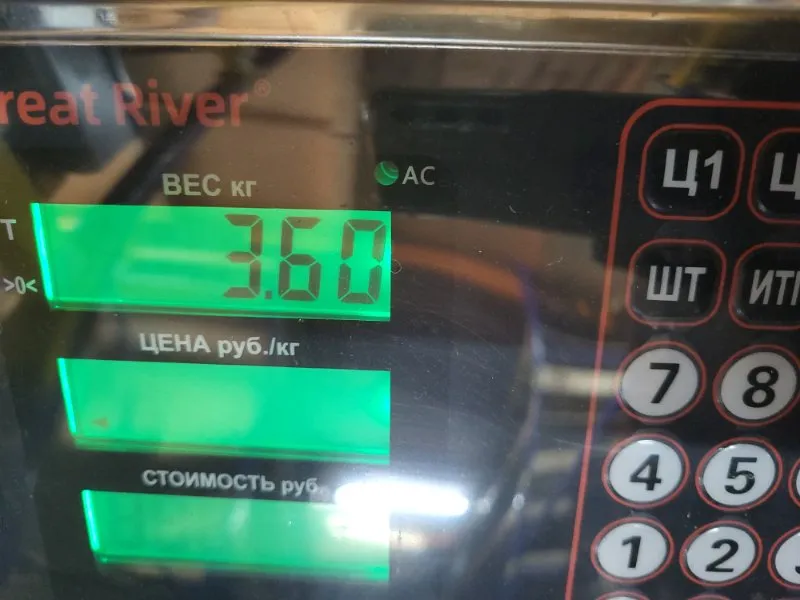 reat River®
ВЕС кг
AC
Ц1
Т
3.60
>0<
ШТ
ЦЕНА руб./кг
7
8
СТОИМОСТЬ руб.
4
5
1
2